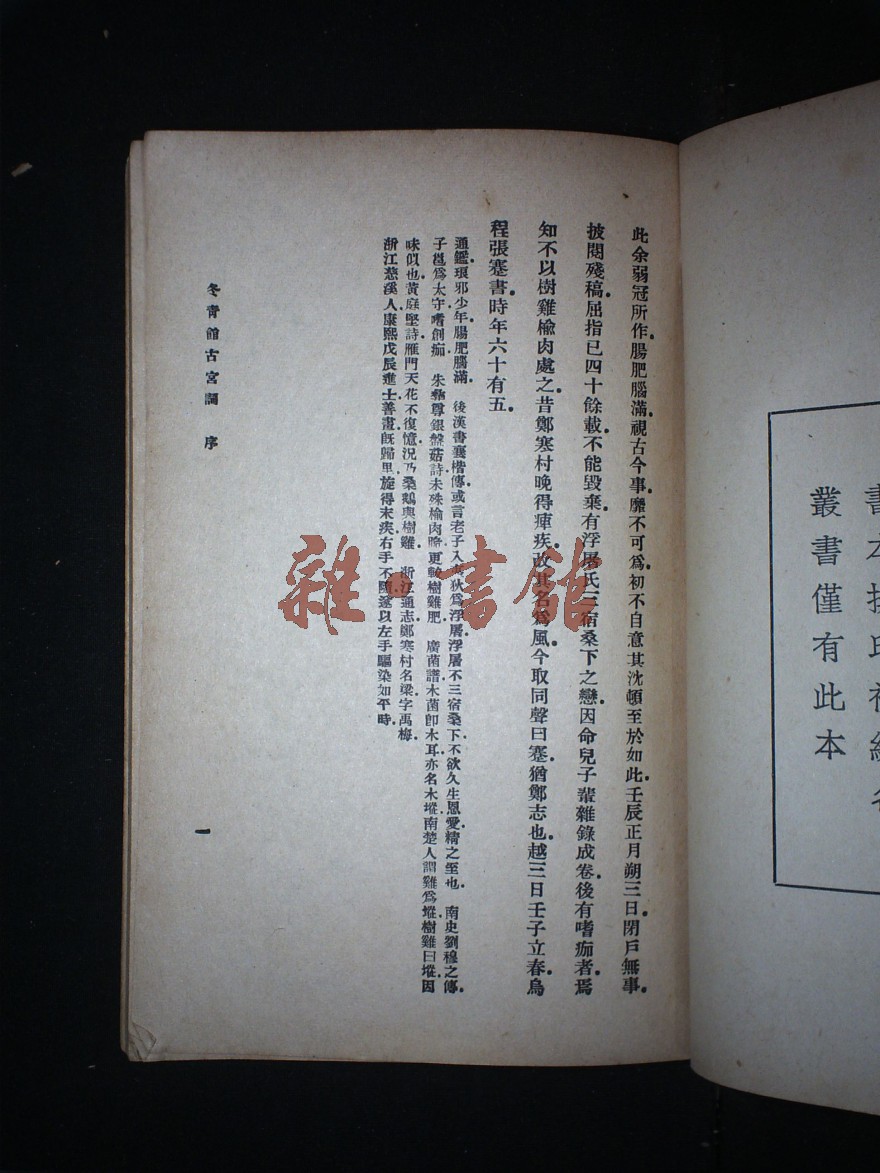 叢書僅有此本
此余弱冠所作腸肥腦滿視古今事靡不可爲初不自意其沈頓至於如此壬辰正月朔三日閉戶無事
披閱殘稿屈指已四十餘載不能毀棄有浮屠氏三宿桑下之戀因命兒子輩雜錄成卷後有嗜痂者焉
知不以樹雞楡肉處之昔鄭寒村晚得痺疾改其名爲風今取同聲曰蹇猶鄭志也越三日壬子立春烏
程張蹇書時年六十有五
通鑑琅邪少年腸肥腦滿 後漢書襄楷傳或言老子入夷狄爲浮屠浮屠不三宿桑下不欲久生恩愛精之至也 南史劉穆之傳
子邕爲太守嗜創痂 朱彝尊銀盤菇詩未殊楡肉更較樹雞肥 廣菌譜木菌卽木耳亦名木㙡南楚人謂雞爲㙡樹雞曰㙡因
味似也黃庭堅詩雁門天花不復憶況乃桑鵝與樹雞 浙江通志鄭寒村名梁字禹梅
浙江慈溪人康熙戊辰進士善畫旣歸里旋得末疾右手不隨遂以左手驅染如平時
冬青館古宮詞 序
一
雜·書館